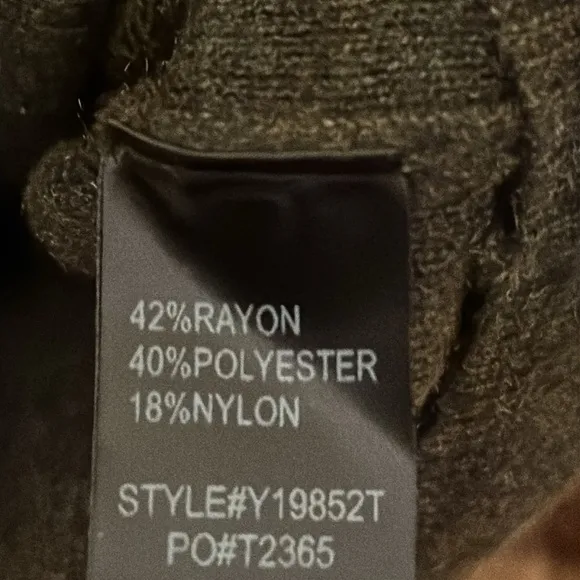 42%RAYON
40%POLYESTER
18%NYLON
STYLE#Y19852T
PO#T2365